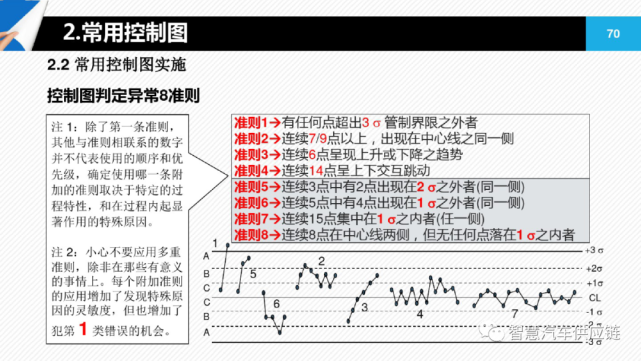 2.常用控制图
70
2.2 常用控制图实施
控制图判定异常8准则
注 1：除了第一条准则，
其他与准则相联系的数字
并不代表使用的顺序和优
先级，确定使用哪一条附
加的准则取决于特定的过
程特性，和在过程内起显
著作用的特殊原因。
注 2：小心不要应用多重
准则，除非在那些有意义
的事情上。每个附加准则
的应用增加了发现特殊原
因的灵敏度，但也增加了
犯第 1 类错误的机会。
准则1→有任何点超出3 σ 管制界限之外者
准则2→连续7/9点以上，出现在中心线之同一侧
准则3→连续6点呈现上升或下降之趋势
准则4→连续14点呈上下交互跳动
准则5→连续3点中有2点出现在2 σ之外者(同一侧)
准则6→连续5点中有4点出现在1 σ之外者(同一侧)
准则7→连续15点集中在1 σ之内者(任一侧)
准则8→连续8点在中心线两侧，但无任何点落在1 σ之内者
1
A
B
C
C
B
A
5
6
2
3
4
7
+3 σ
+2σ
+1σ
CL
-1 σ
-2 σ
-3 σ
智慧汽车供应链